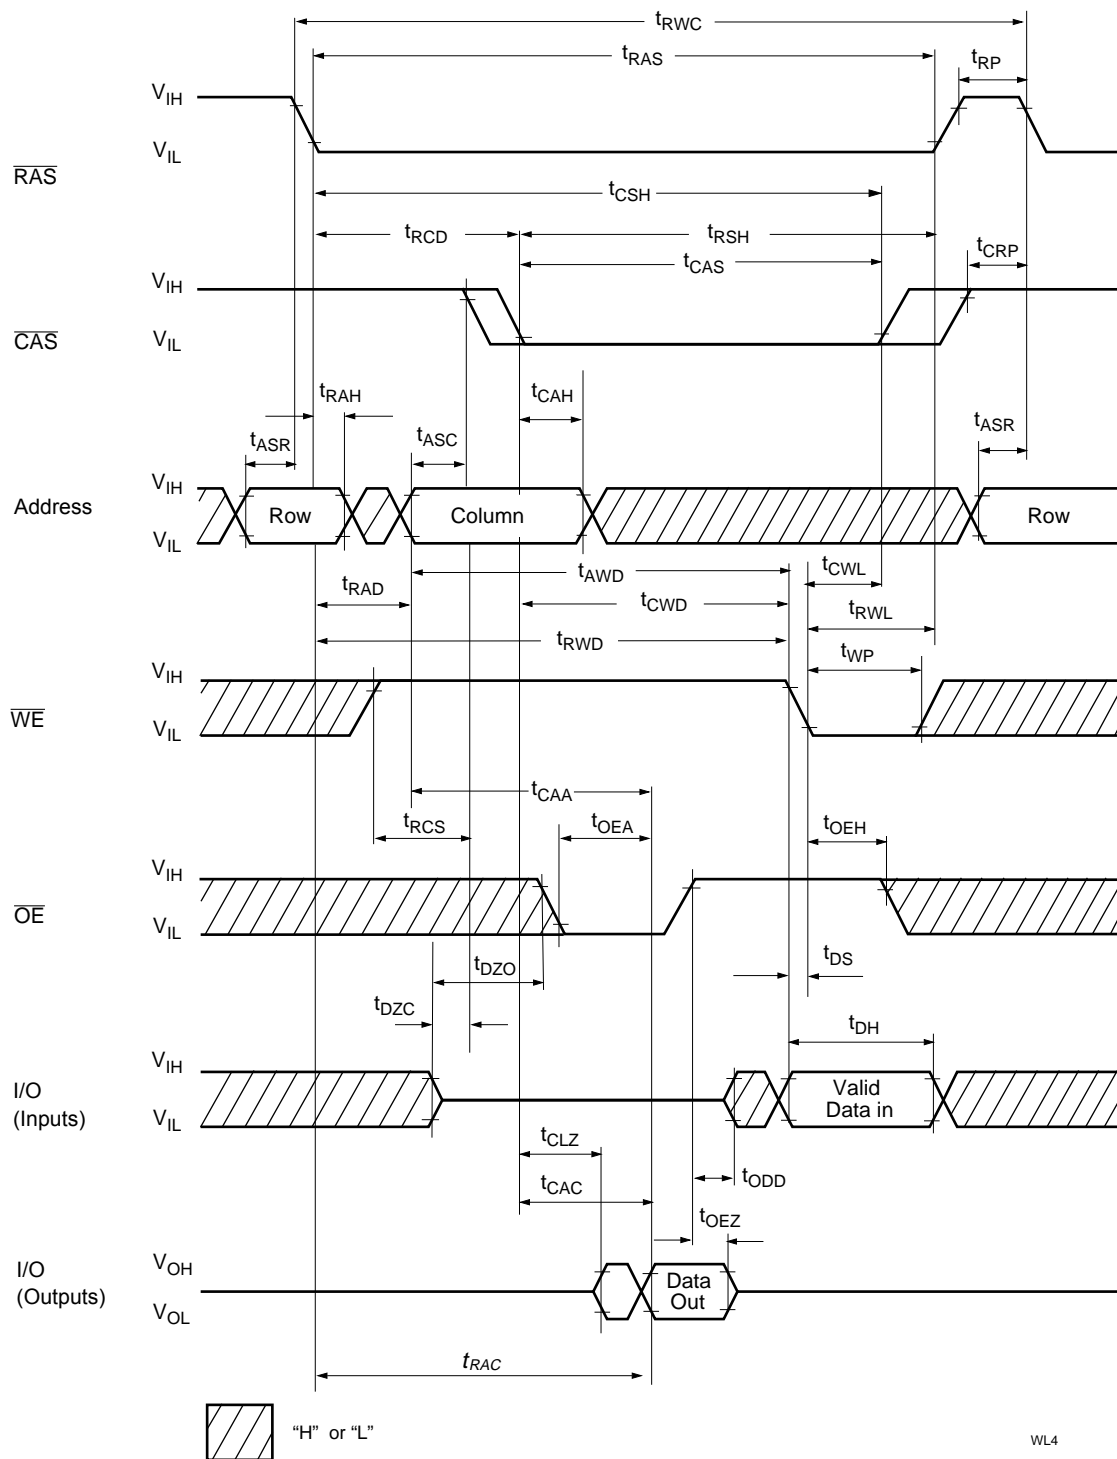 tRWC
tRAS
tRP
VIH
VIL
RAS
tCSH
tRCD
tRSH
tCAS
tCRP
VIH
CAS
VIL
tRAH
tCAH
tASR
tASC
tASR
VIH
Address
Row
Column
Row
VIL
tAWD
tCWL
tRAD
tCWD
tRWL
tRWD
tWP
VIH
WE
VIL
tCAA
tRCS
tOEA
tOEH
VIH
OE
VIL
tDZO
tDS
tDZC
tDH
VIH
I/O
(Inputs)
VIL
Valid
Data in
tCLZ
tCAC
tODD
tOEZ
VOH
I/O
(Outputs)
VOL
Data
Out
tRAC
“H” or “L”
WL4